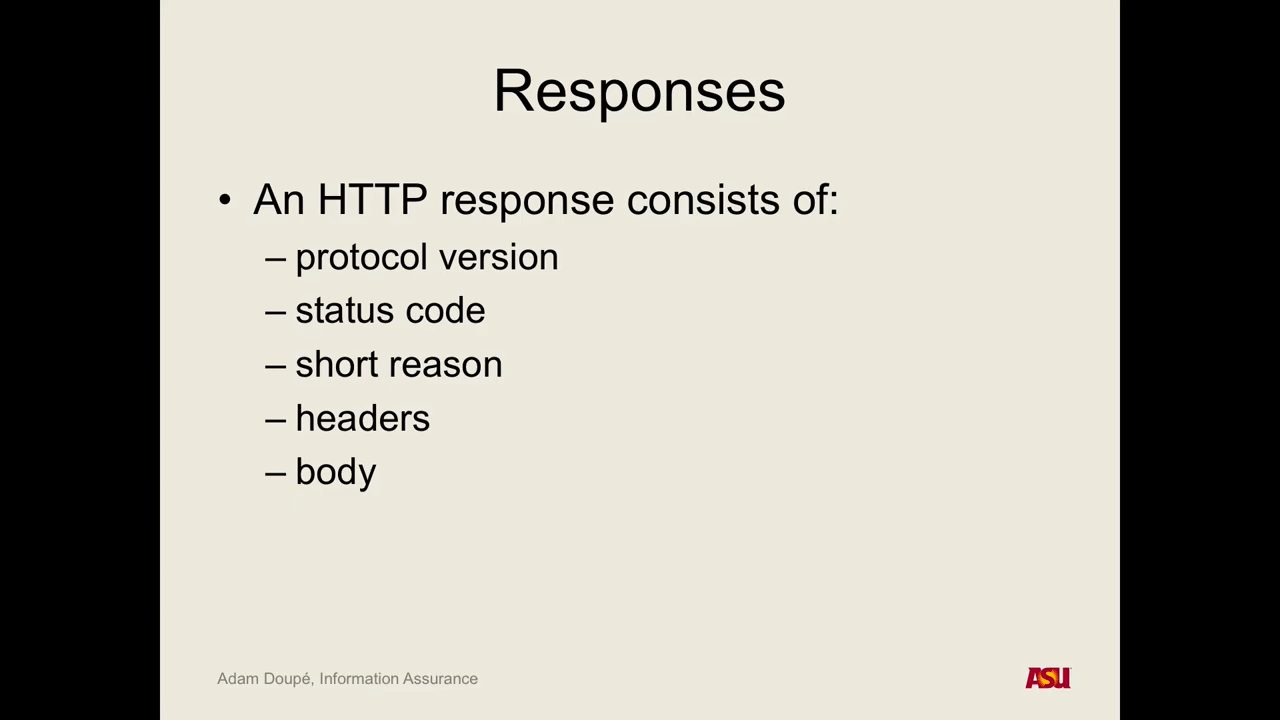 Responses
• An HTTP response consists of:
– protocol version
– status code
– short reason
– headers
– body
Adam Doupé, Information Assurance
ASU